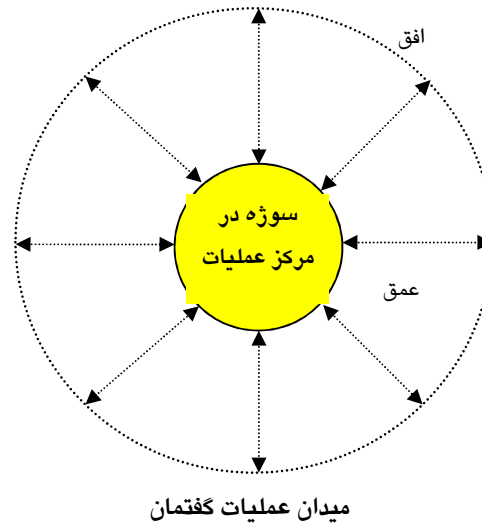 افق
سوژه در
مرکز عملیات
عمق
میدان عملیات گفتمان